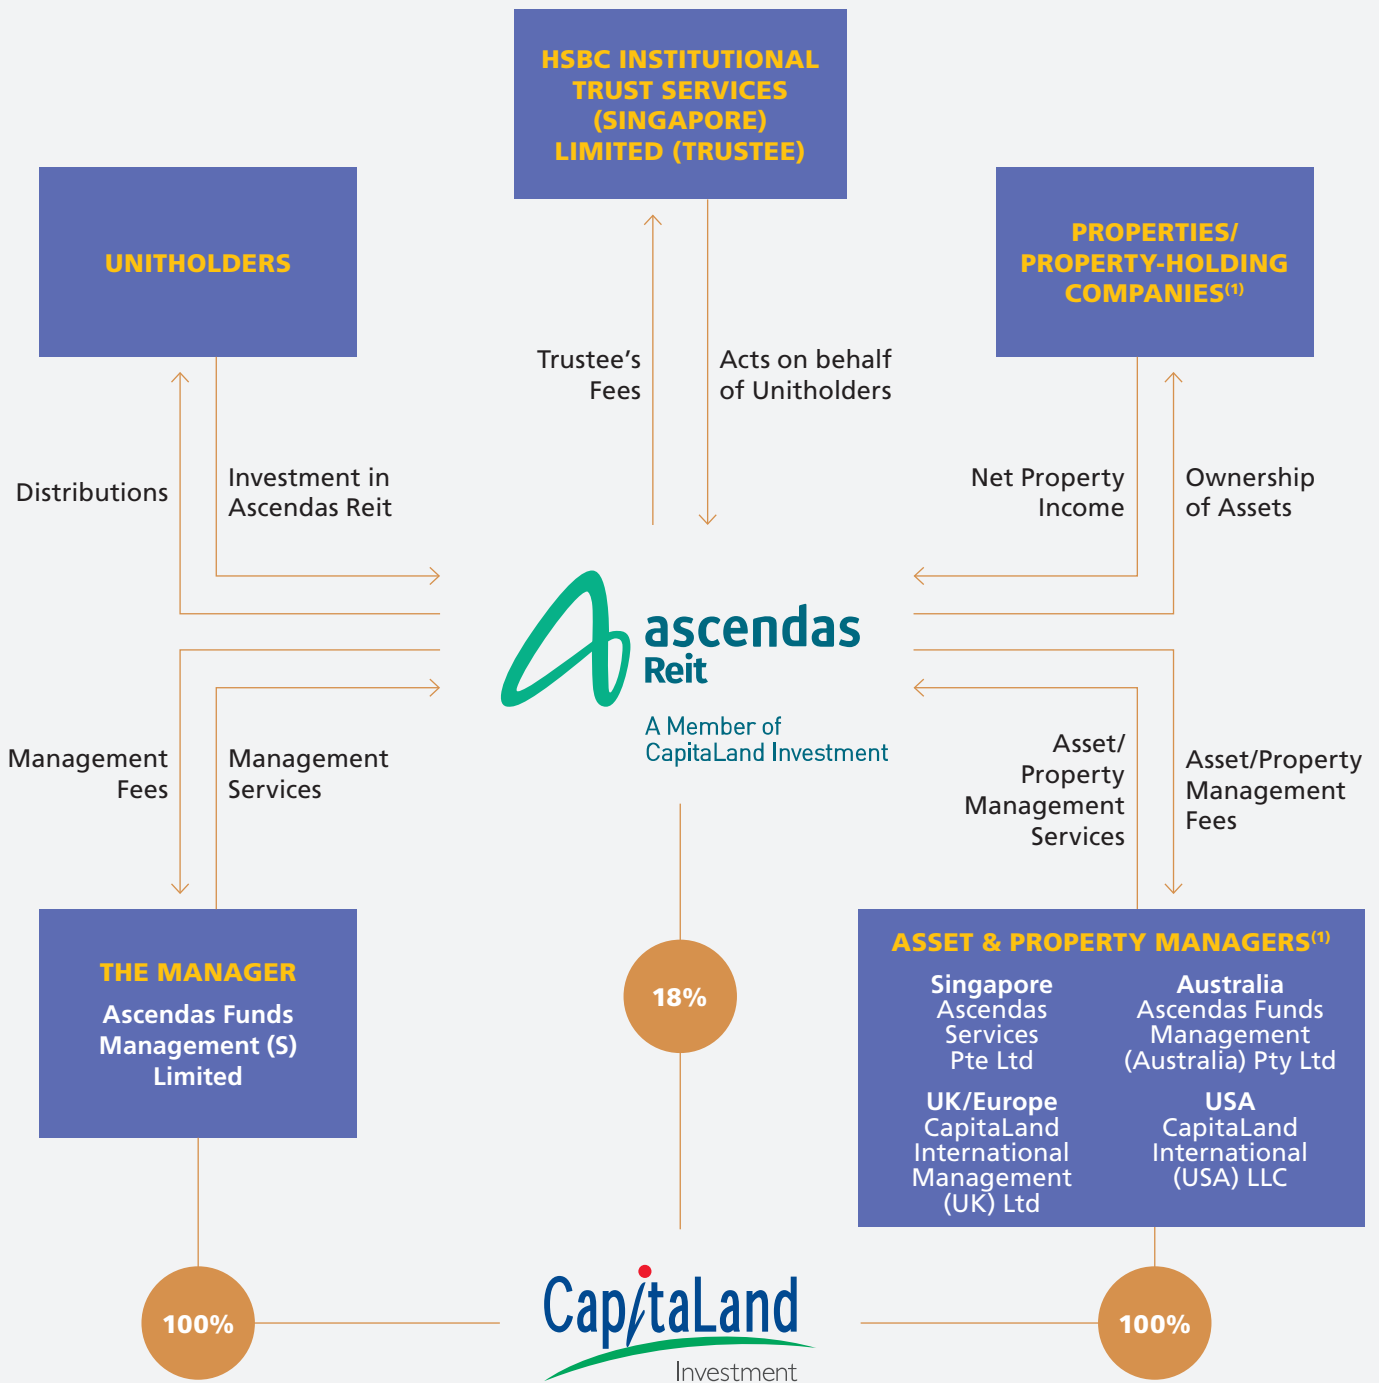 HSBC INSTITUTIONAL
TRUST SERVICES
(SINGAPORE)
LIMITED (TRUSTEE)
UNITHOLDERS
PROPERTIES/
PROPERTY-HOLDING
COMPANIES(1)
Trustee’s
Fees
Acts on behalf
of Unitholders
Distributions
Investment in
Ascendas Reit
Net Property
Income
Ownership
of Assets
ascendas
Reit
A Member of
CapitaLand Investment
Management
Fees
Management
Services
Asset/
Property
Management
Services
Asset/Property
Management
Fees
THE MANAGER
Ascendas Funds
Management (S)
Limited
18%
ASSET & PROPERTY MANAGERS(1)
Singapore
Ascendas
Services
Pte Ltd
Australia
Ascendas Funds
Management
(Australia) Pty Ltd
UK/Europe
CapitaLand
International
Management
(UK) Ltd
USA
CapitaLand
International
(USA) LLC
100%
CapitaLand
Investment
100%